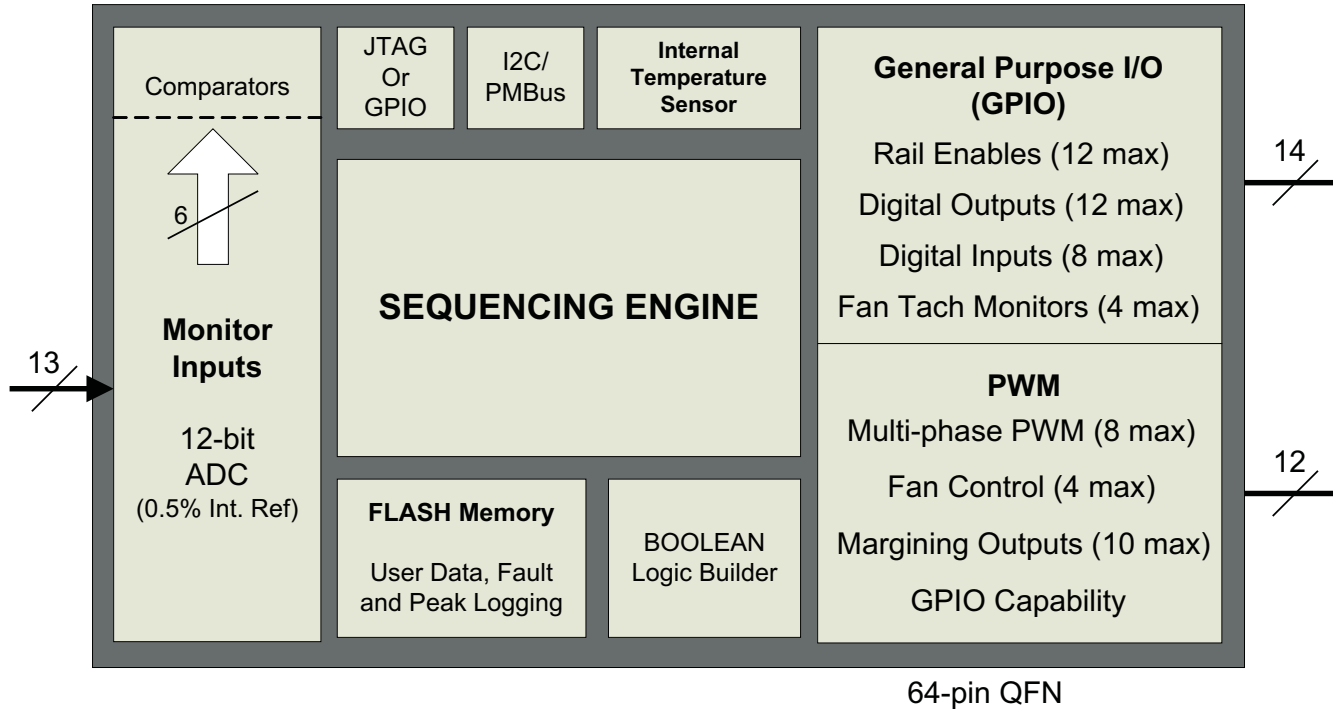 Comparators
6
Monitor
Inputs
12-bit
ADC
(0.5% Int. Ref)
13
JTAG
Or
GPIO
I2C/
PMBus
Internal
Temperature
Sensor
SEQUENCING ENGINE
FLASH Memory
User Data, Fault
and Peak Logging
BOOLEAN
Logic Builder
General Purpose I/O
(GPIO)
Rail Enables (12 max)
Digital Outputs (12 max)
Digital Inputs (8 max)
Fan Tach Monitors (4 max)
14
PWM
Multi-phase PWM (8 max)
Fan Control (4 max)
Margining Outputs (10 max)
GPIO Capability
12
64-pin QFN